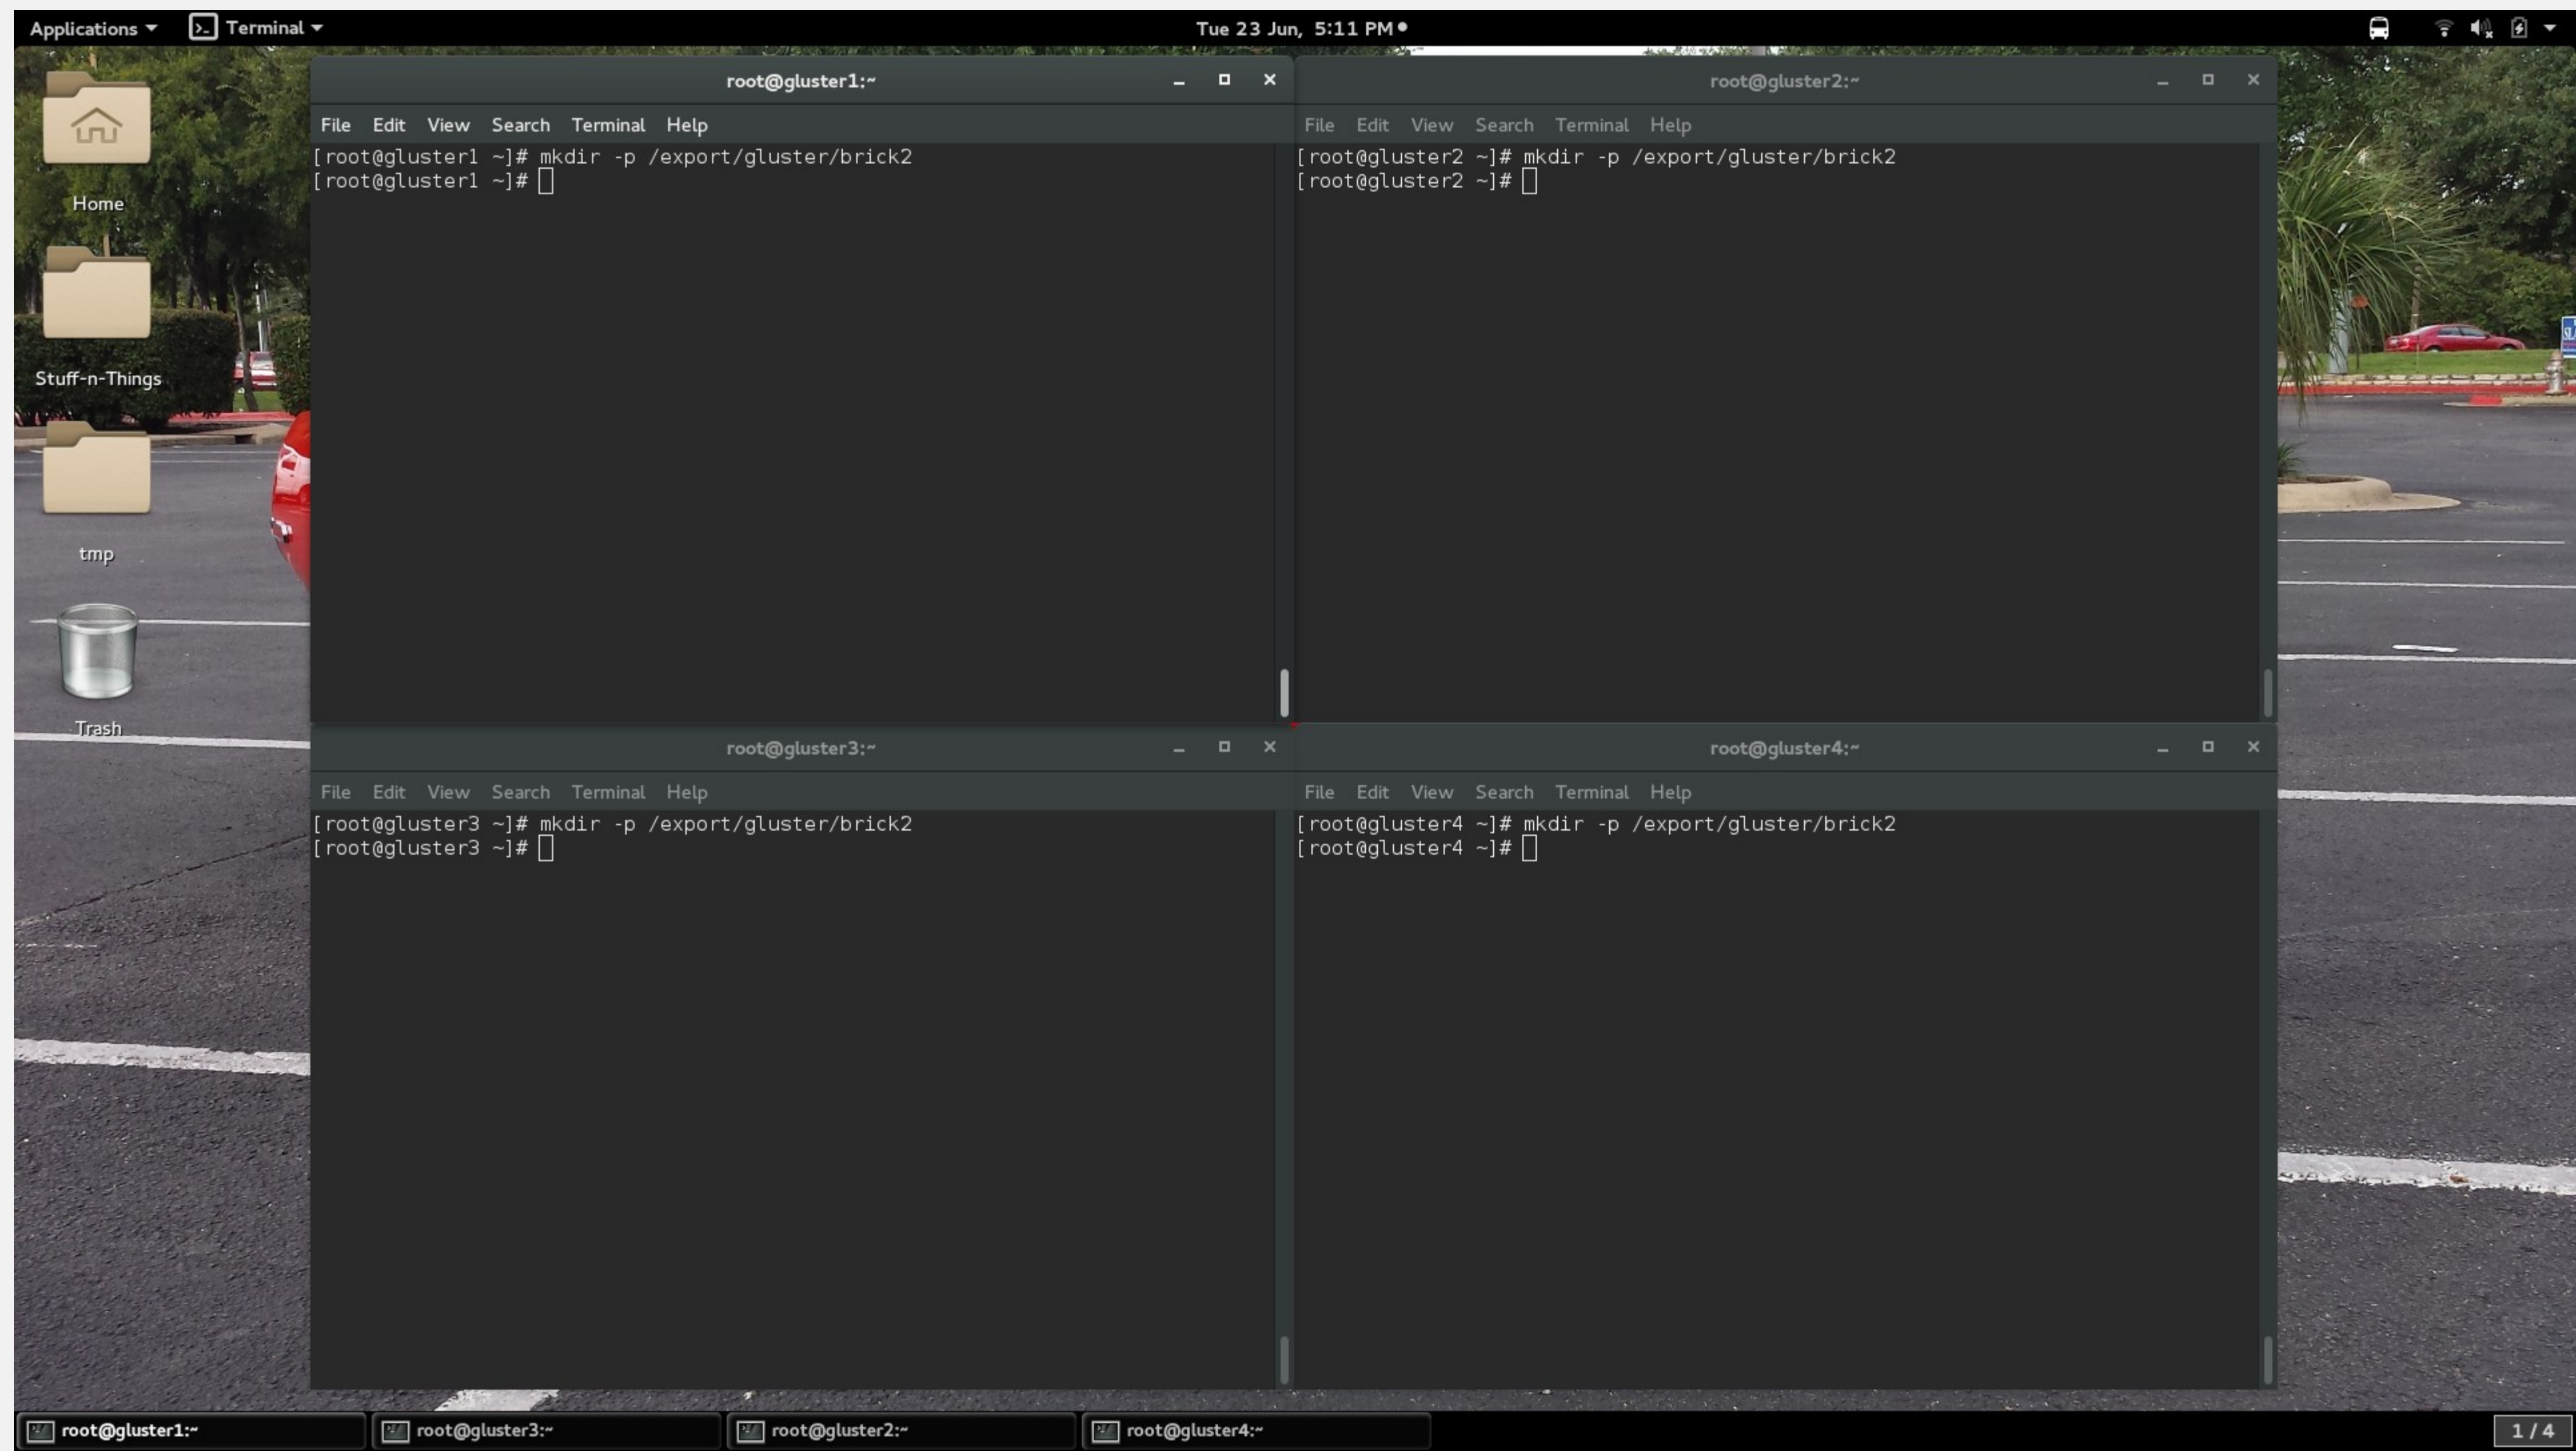 Applications Terminal Tue 23 Jun, 5:11 PM
Home
Stuff-n-Things
tmp
Trash
root@gluster1:~
File Edit View Search Terminal Help
[root@gluster1 ~]# mkdir -p /export/gluster/brick2
[root@gluster1 ~]#
root@gluster2:~
File Edit View Search Terminal Help
[root@gluster2 ~]# mkdir -p /export/gluster/brick2
[root@gluster2 ~]#
root@gluster3:~
File Edit View Search Terminal Help
[root@gluster3 ~]# mkdir -p /export/gluster/brick2
[root@gluster3 ~]#
root@gluster4:~
File Edit View Search Terminal Help
[root@gluster4 ~]# mkdir -p /export/gluster/brick2
[root@gluster4 ~]#
root@gluster1:~ root@gluster3:~ root@gluster2:~ root@gluster4:~ 1 / 4